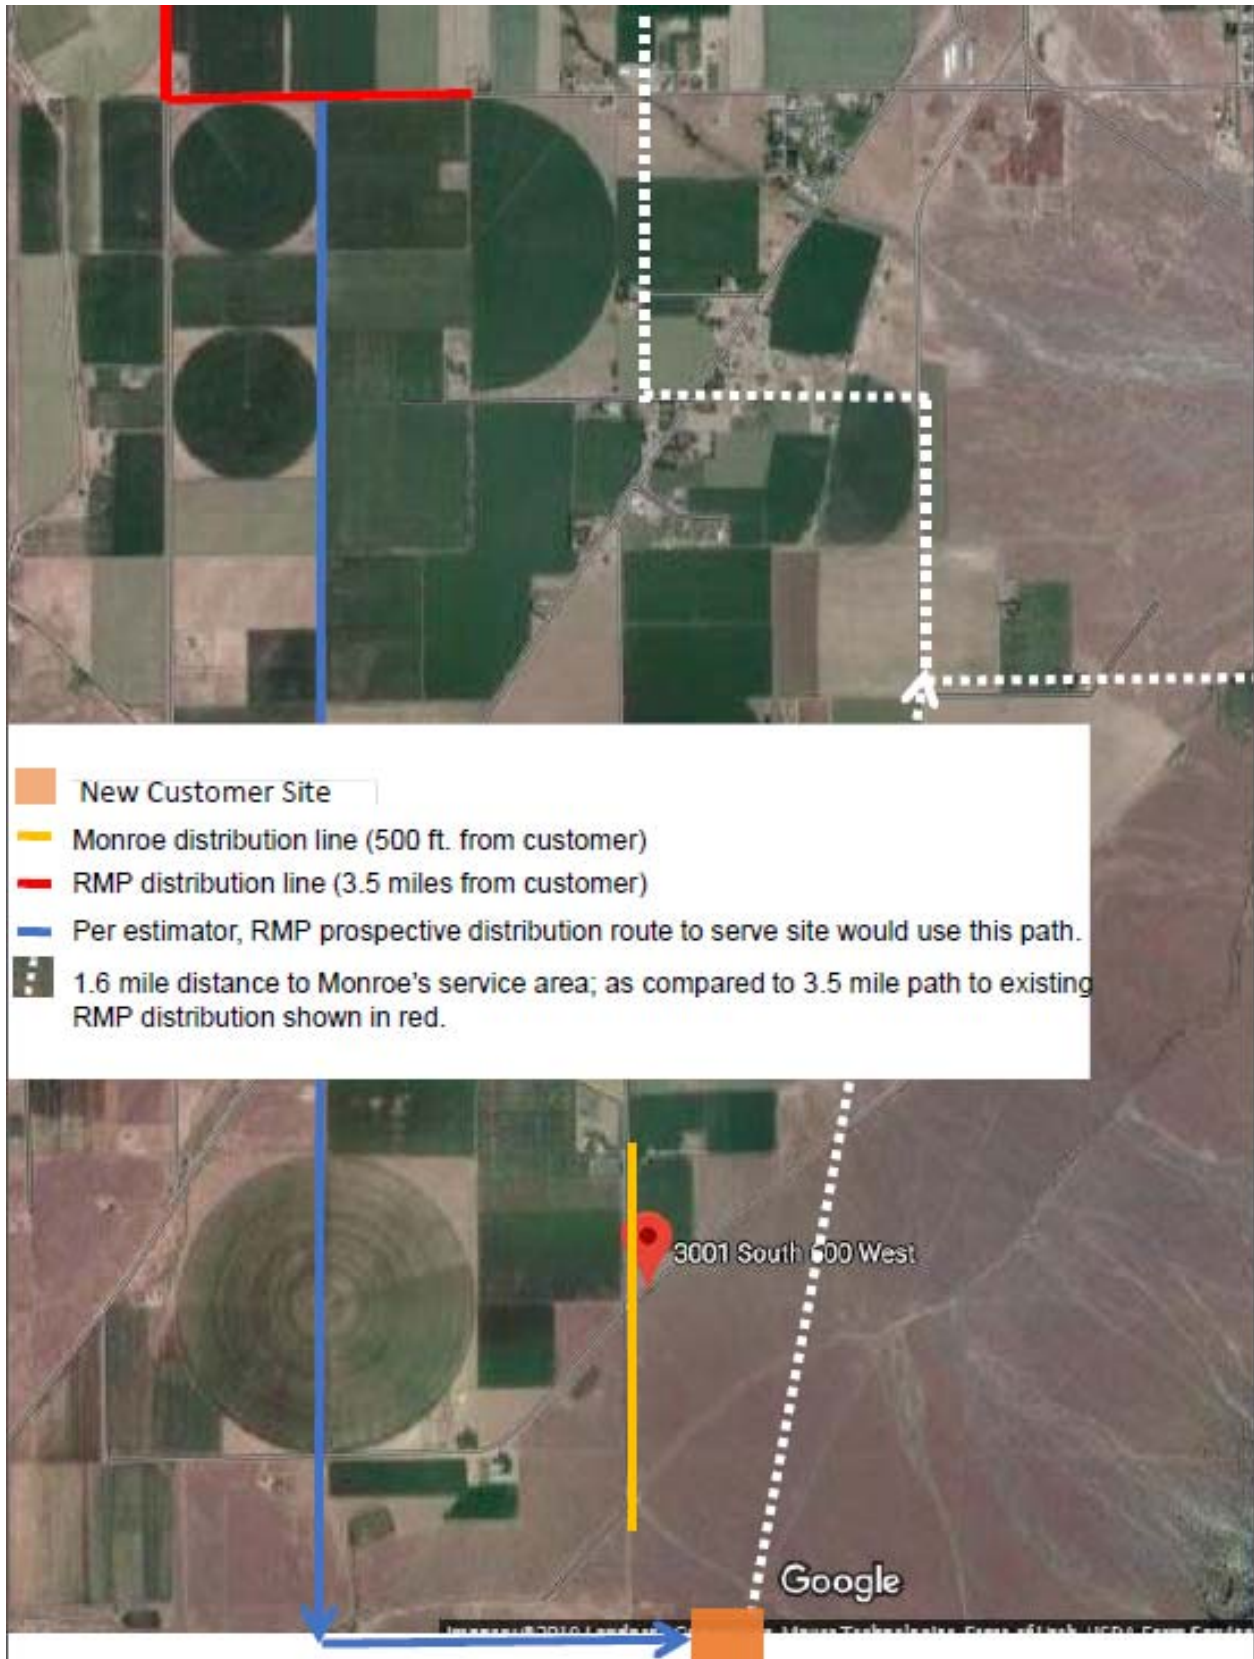 New Customer Site
Monroe distribution line (500 ft. from customer)
RMP distribution line (3.5 miles from customer)
Per estimator, RMP prospective distribution route to serve site would use this path.
1.6 mile distance to Monroe's service area; as compared to 3.5 mile path to existing
RMP distribution shown in red.
3001 South 600 West
Google